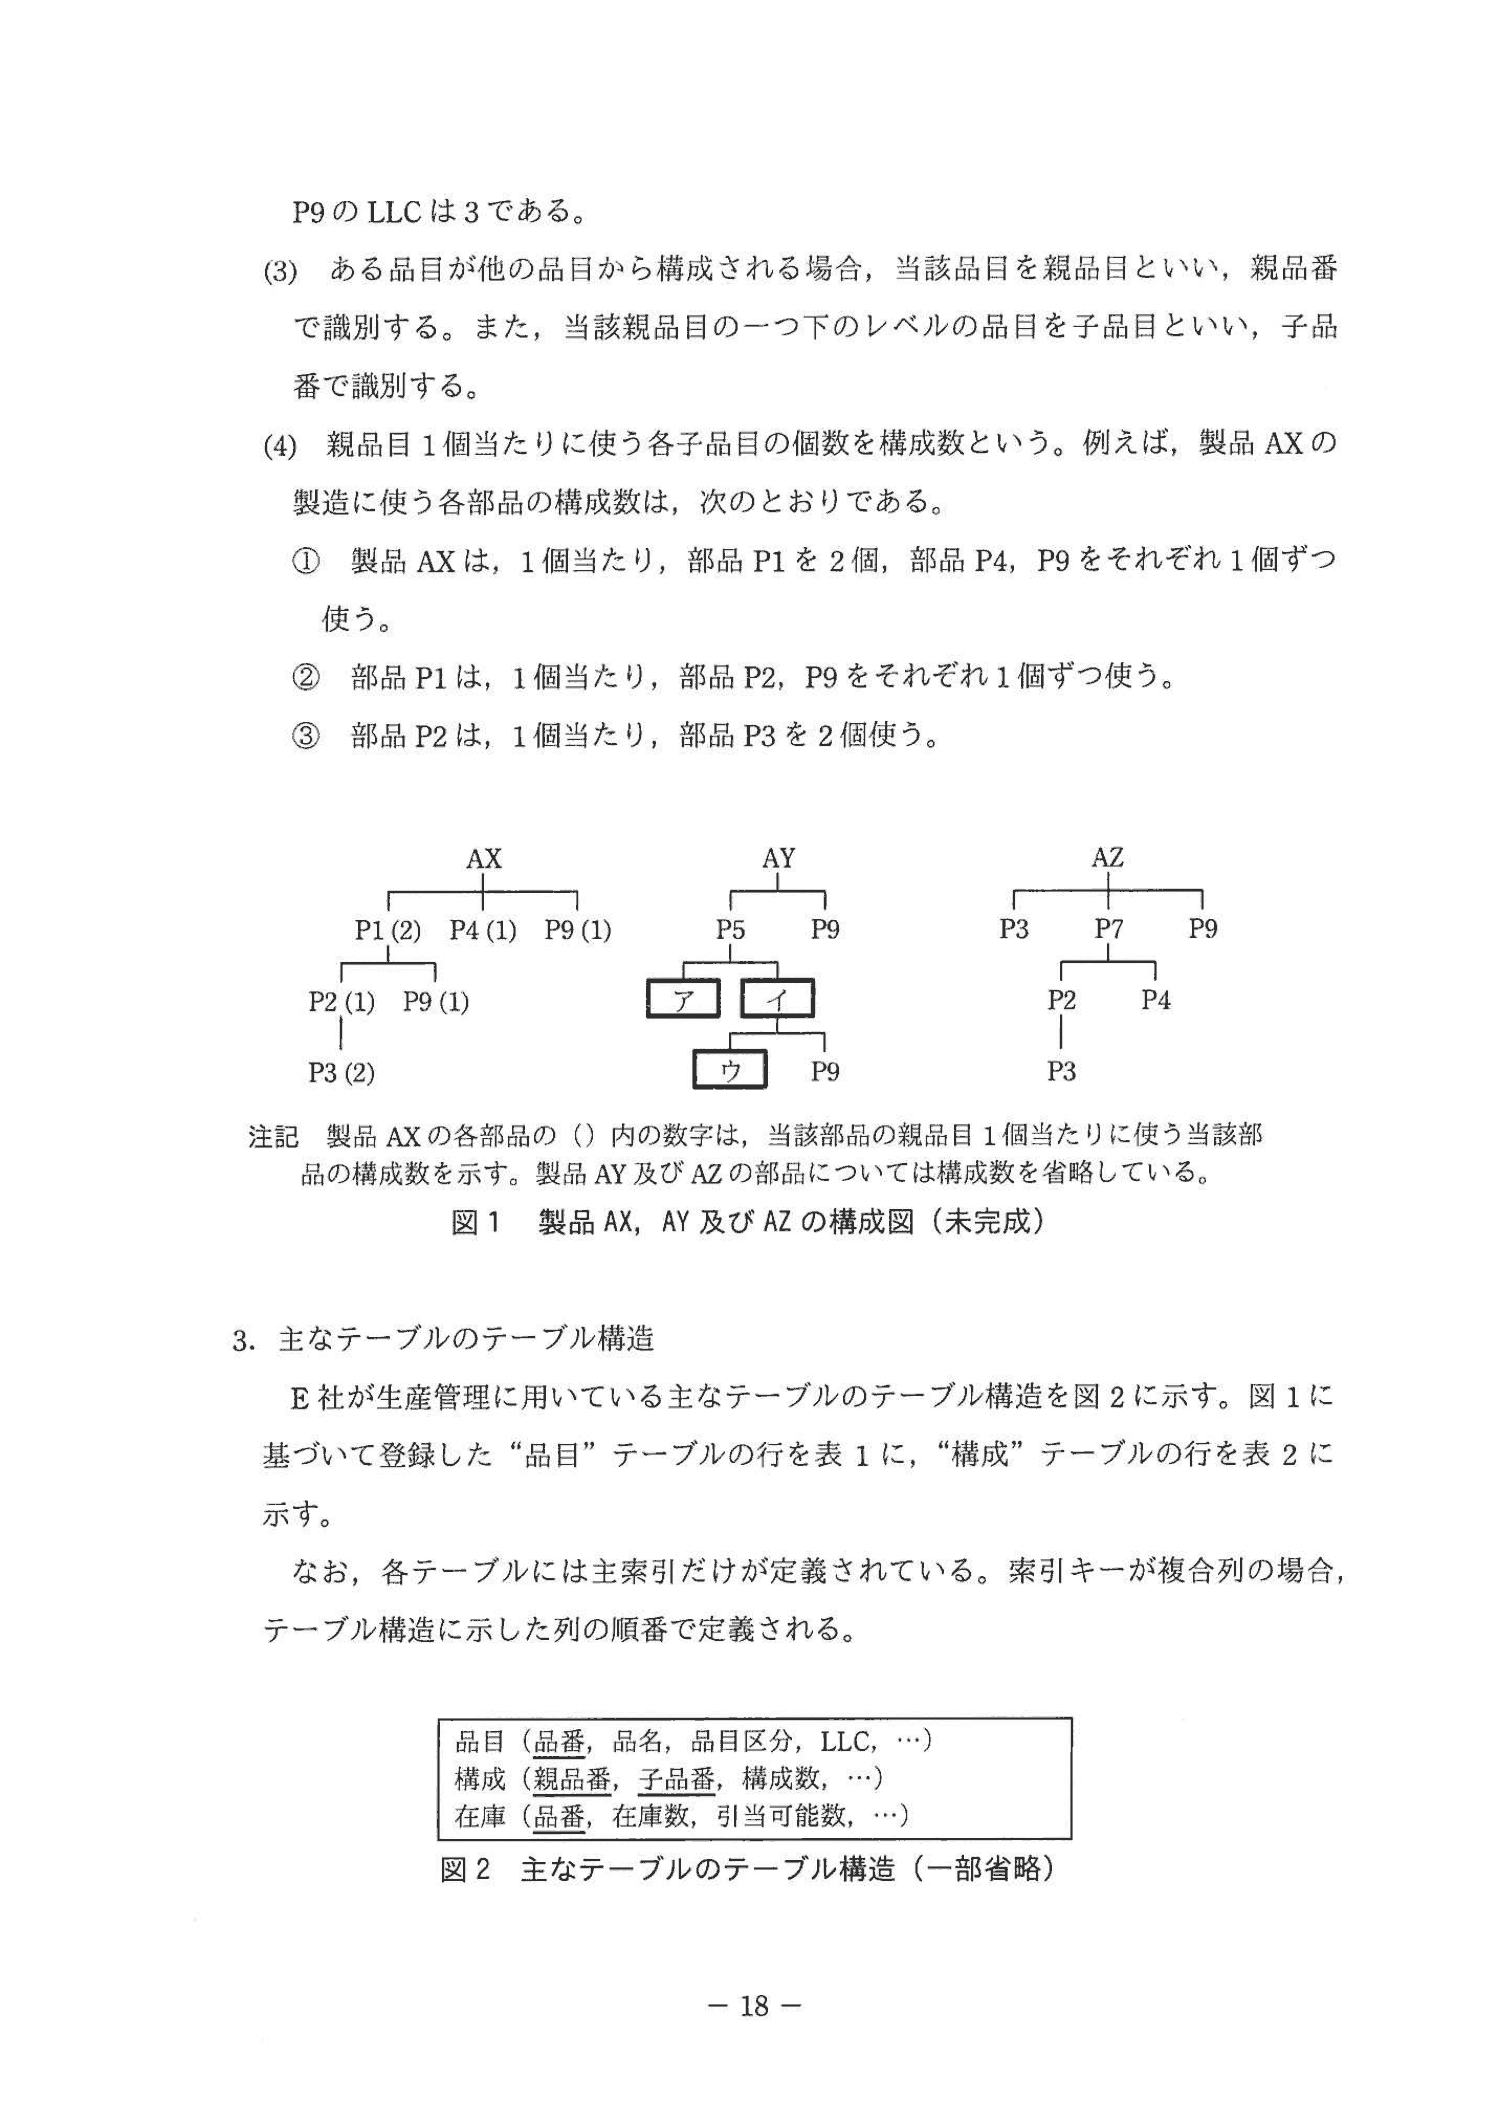 P9 の LLC は 3 である。
(3) ある品目が他の品目から構成される場合，当該品目を親品目といい，親品番
で識別する。また，当該親品目の一つ下のレベルの品目を子品目といい，子品
番で識別する。
(4) 親品目 1 個当たりに使う各子品目の個数を構成数という。例えば，製品 AX の
製造に使う各部品の構成数は，次のとおりである。
① 製品 AX は，1 個当たり，部品 P1 を 2 個，部品 P4，P9 をそれぞれ 1 個ずつ
使う。
② 部品 P1 は，1 個当たり，部品 P2，P9 をそれぞれ 1 個ずつ使う。
③ 部品 P2 は，1 個当たり，部品 P3 を 2 個使う。
AX AY AZ
P1 (2) P4 (1) P9 (1) P5 P9 P3 P7 P9
P2 (1) P9 (1) ア イ P2 P4
P3 (2) ウ P9 P3
注記 製品 AX の各部品の（）内の数字は，当該部品の親品目 1 個当たりに使う当該部
品の構成数を示す。製品 AY 及び AZ の部品については構成数を省略している。
図 1 製品 AX，AY 及び AZ の構成図（未完成）
3．主なテーブルのテーブル構造
E 社が生産管理に用いている主なテーブルのテーブル構造を図 2 に示す。図 1 に
基づいて登録した“品目”テーブルの行を表 1 に，“構成”テーブルの行を表 2 に
示す。
なお，各テーブルには主索引だけが定義されている。索引キーが複合列の場合，
テーブル構造に示した列の順番で定義される。
品目（品番，品名，品目区分，LLC，…）
構成（親品番，子品番，構成数，…）
在庫（品番，在庫数，引当可能数，…）
図 2 主なテーブルのテーブル構造（一部省略）
－ 18 －